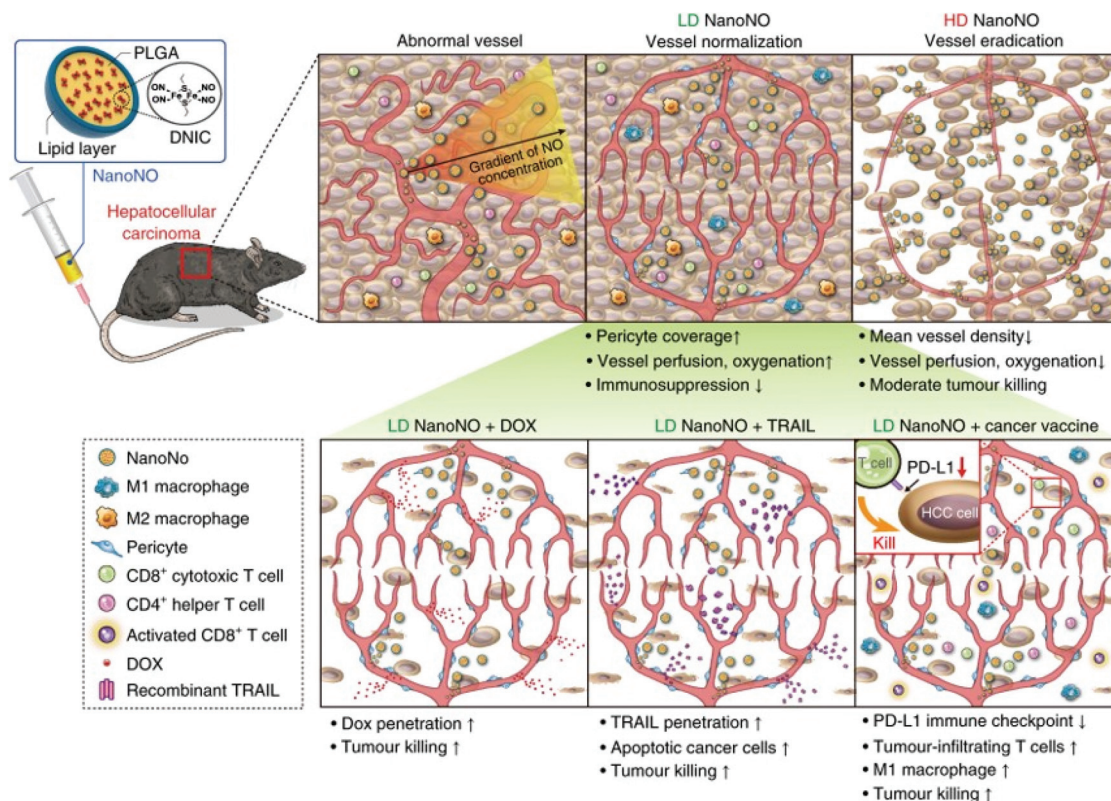 PLGA
ON
NO
S
Fe
Fe
ON
S
NO
DNIC
Lipid layer
NanoNO
Hepatocellular
carcinoma
Abnormal vessel
Gradient of NO
concentration
LD NanoNO
Vessel normalization
• Pericyte coverage↑
• Vessel perfusion, oxygenation↑
• Immunosuppression ↓
HD NanoNO
Vessel eradication
• Mean vessel density↓
• Vessel perfusion, oxygenation↓
• Moderate tumour killing
NanoNo
M1 macrophage
M2 macrophage
Pericyte
CD8⁺ cytotoxic T cell
CD4⁺ helper T cell
Activated CD8⁺ T cell
DOX
Recombinant TRAIL
LD NanoNO + DOX
• Dox penetration ↑
• Tumour killing ↑
LD NanoNO + TRAIL
• TRAIL penetration ↑
• Apoptotic cancer cells ↑
• Tumour killing ↑
LD NanoNO + cancer vaccine
T cell
PD-L1↓
HCC cell
Kill
• PD-L1 immune checkpoint ↓
• Tumour-infiltrating T cells ↑
• M1 macrophage ↑
• Tumour killing ↑